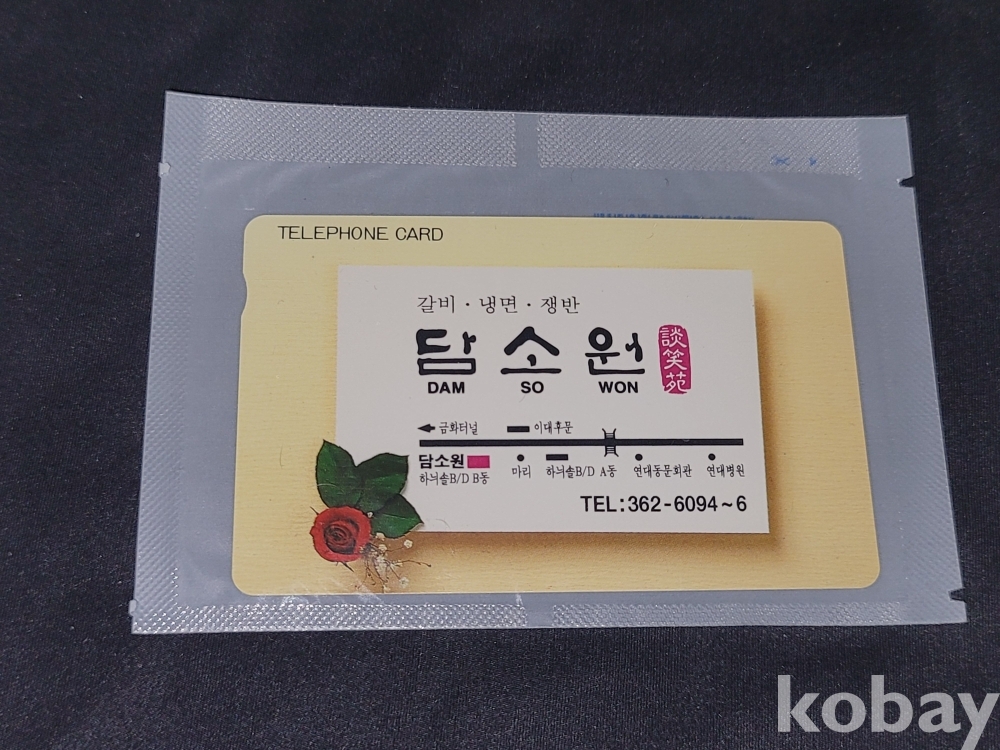 TELEPHONE CARD
갈비 · 냉면 · 쟁반
담 소 원 談笑苑
DAM SO WON
금화터널 이대후문
담소원 마리 하늬솔B/D A동 연대동문회관 연대병원
하늬솔B/D B동
TEL:362-6094~6
kobay